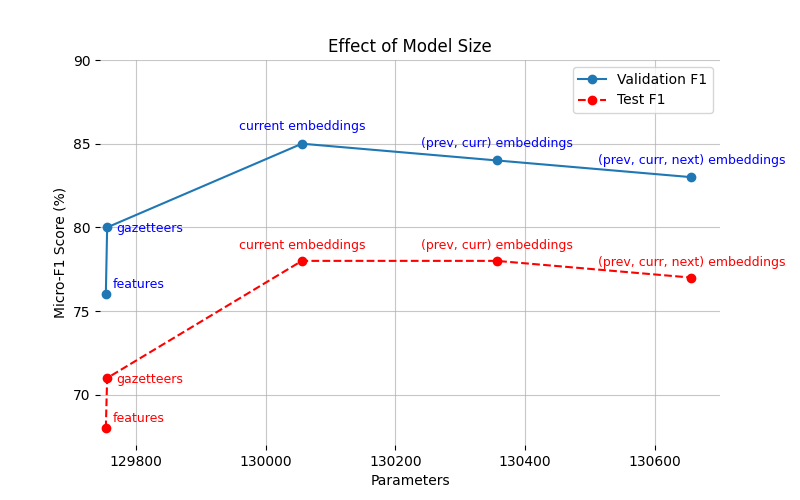 Effect of Model Size
90
85
80
75
70
Micro-F1 Score (%)
Validation F1
Test F1
current embeddings
(prev, curr) embeddings
(prev, curr, next) embeddings
gazetteers
features
current embeddings
(prev, curr) embeddings
(prev, curr, next) embeddings
gazetteers
features
129800
130000
130200
130400
130600
Parameters